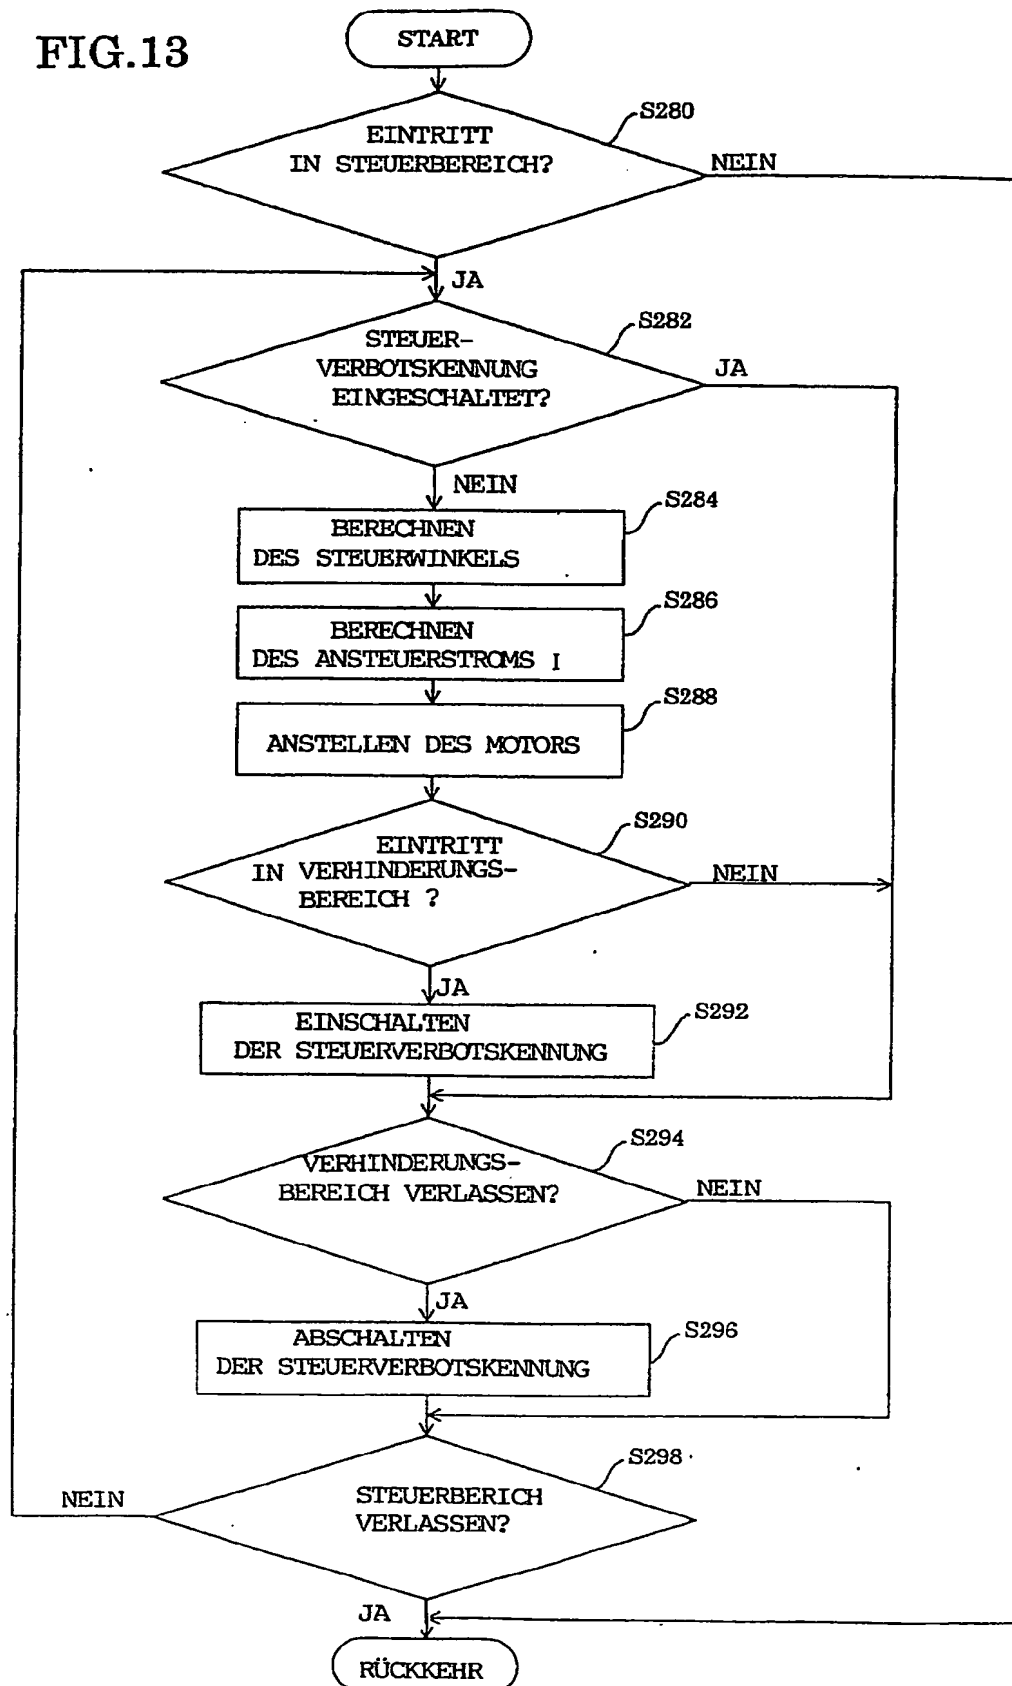 FIG.13
START
S280
EINTRITT
IN STEUERBEREICH?
NEIN
JA
S282
STEUER-
VERBOTSKENNUNG
EINGESCHALTET?
JA
NEIN
S284
BERECHNEN
DES STEUERWINKELS
S286
BERECHNEN
DES ANSTEUERSTROMS I
S288
ANSTELLEN DES MOTORS
S290
EINTRITT
IN VERHINDERUNGS-
BEREICH ?
NEIN
JA
S292
EINSCHALTEN
DER STEUERVERBOTSKENNUNG
S294
VERHINDERUNGS-
BEREICH VERLASSEN?
NEIN
JA
S296
ABSCHALTEN
DER STEUERVERBOTSKENNUNG
S298
NEIN
STEUERBERICH
VERLASSEN?
JA
RÜCKKEHR